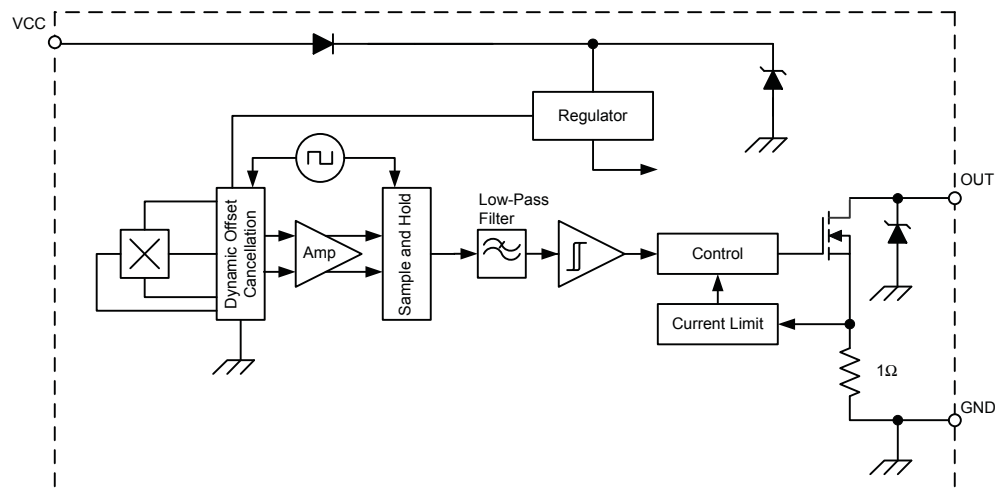 VCC
Regulator
OUT
Low-Pass
Filter
Dynamic Offset
Cancellation
Amp
Sample and Hold
Control
Current Limit
1Ω
GND